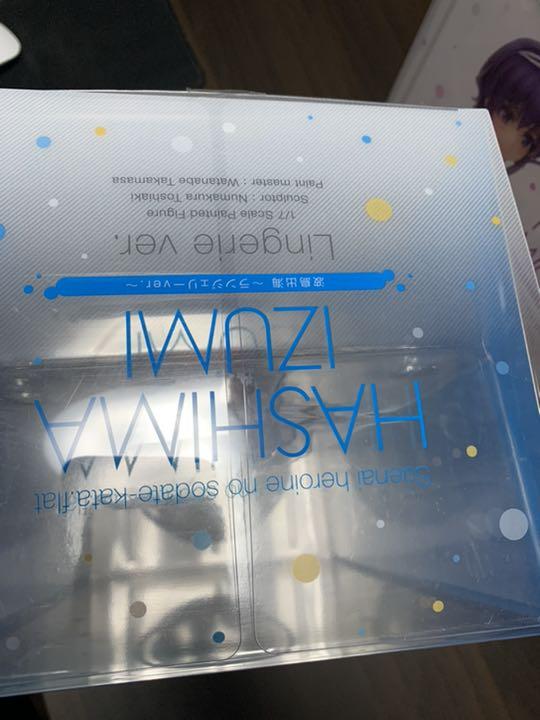 Saenai heroine no sodate-kata.flat
HASHIMA
IZUMI
波島出海 ～ランジェリーver.～
Lingerie ver.
1/7 Scale Painted Figure
Sculptor : Numakura Toshiaki
Paint master : Watanabe Takamasa